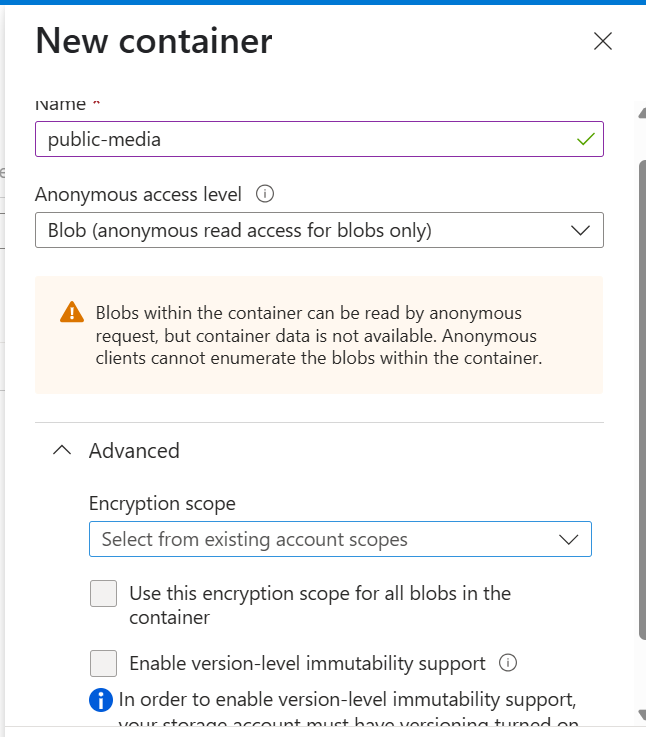 New container
Name *
public-media
Anonymous access level
Blob (anonymous read access for blobs only)
Blobs within the container can be read by anonymous
request, but container data is not available. Anonymous
clients cannot enumerate the blobs within the container.
Advanced
Encryption scope
Select from existing account scopes
Use this encryption scope for all blobs in the
container
Enable version-level immutability support
In order to enable version-level immutability support,
your storage account must have versioning turned on